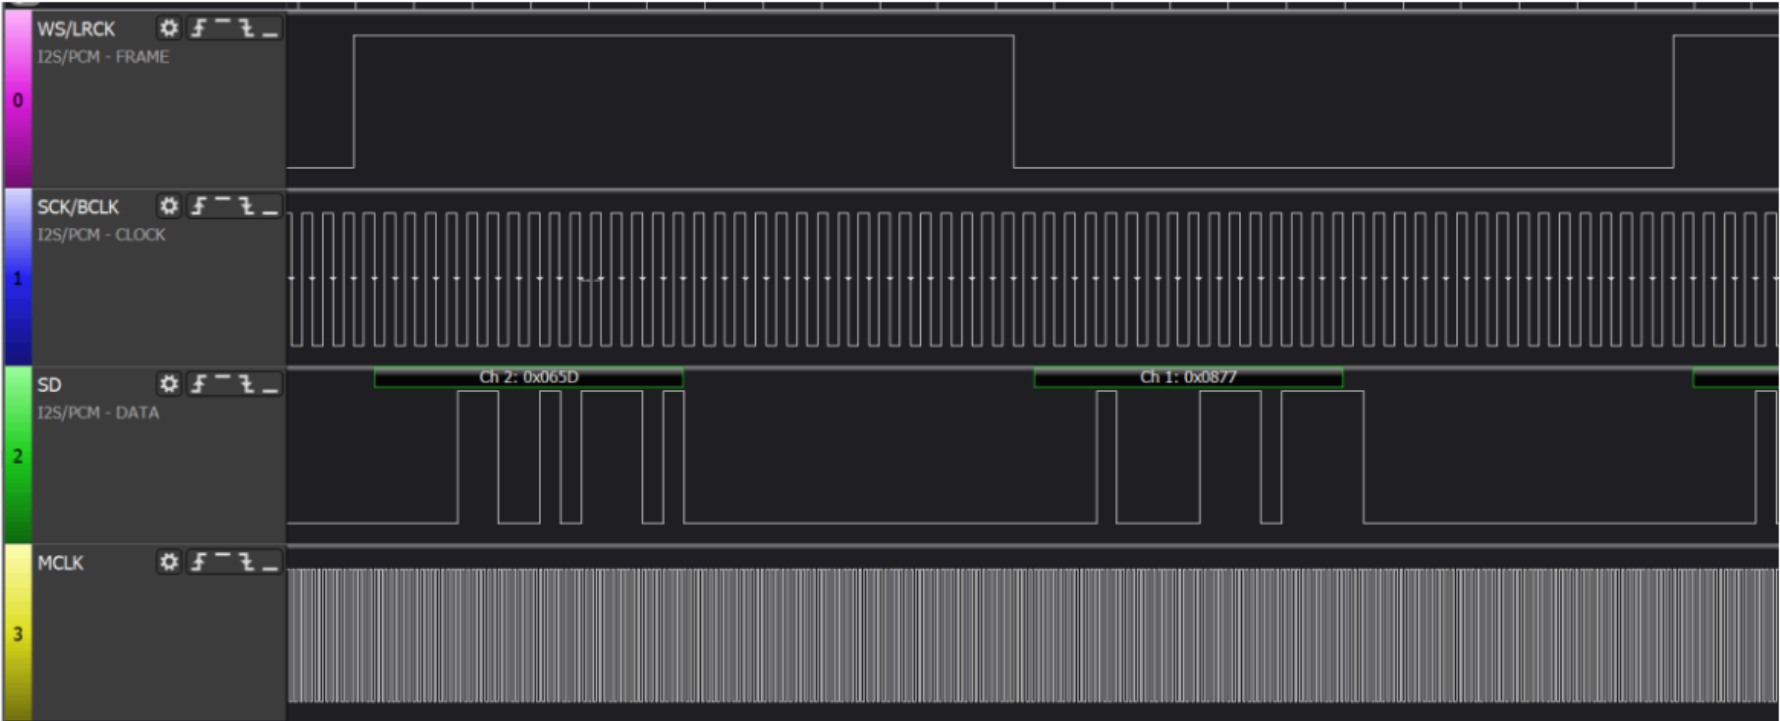 WS/LRCK
I2S/PCM - FRAME
0
SCK/BCLK
I2S/PCM - CLOCK
1
SD
I2S/PCM - DATA
2
Ch 2: 0x065D
Ch 1: 0x0877
MCLK
3